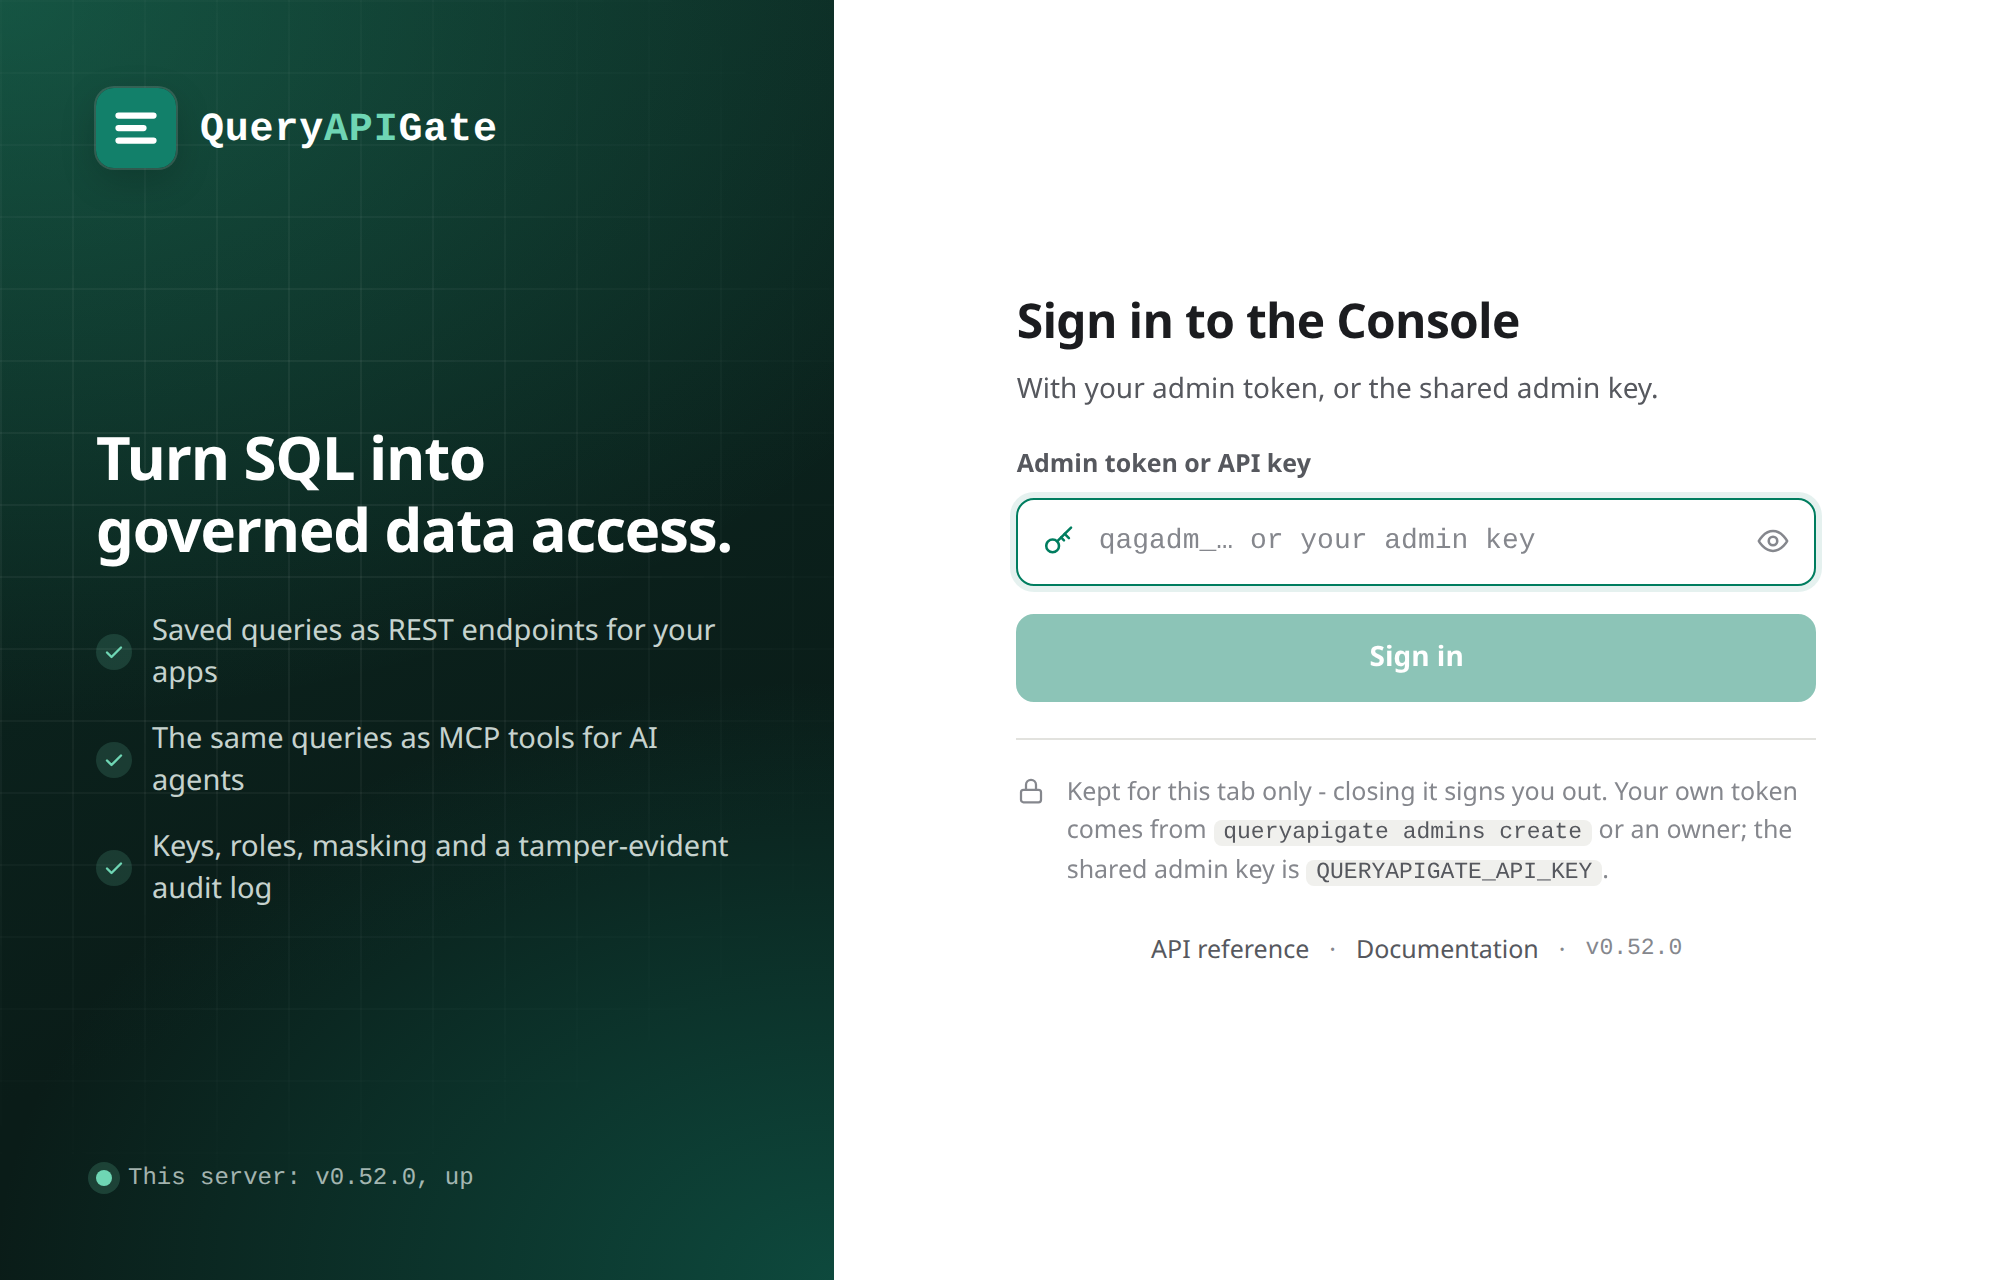 QueryAPIGate
Turn SQL into
governed data access.
Saved queries as REST endpoints for your
apps
The same queries as MCP tools for AI
agents
Keys, roles, masking and a tamper-evident
audit log
This server: v0.52.0, up
Sign in to the Console
With your admin token, or the shared admin key.
Admin token or API key
qagadm_… or your admin key
Sign in
Kept for this tab only - closing it signs you out. Your own token
comes from queryapigate admins create or an owner; the
shared admin key is QUERYAPIGATE_API_KEY.
API reference · Documentation · v0.52.0